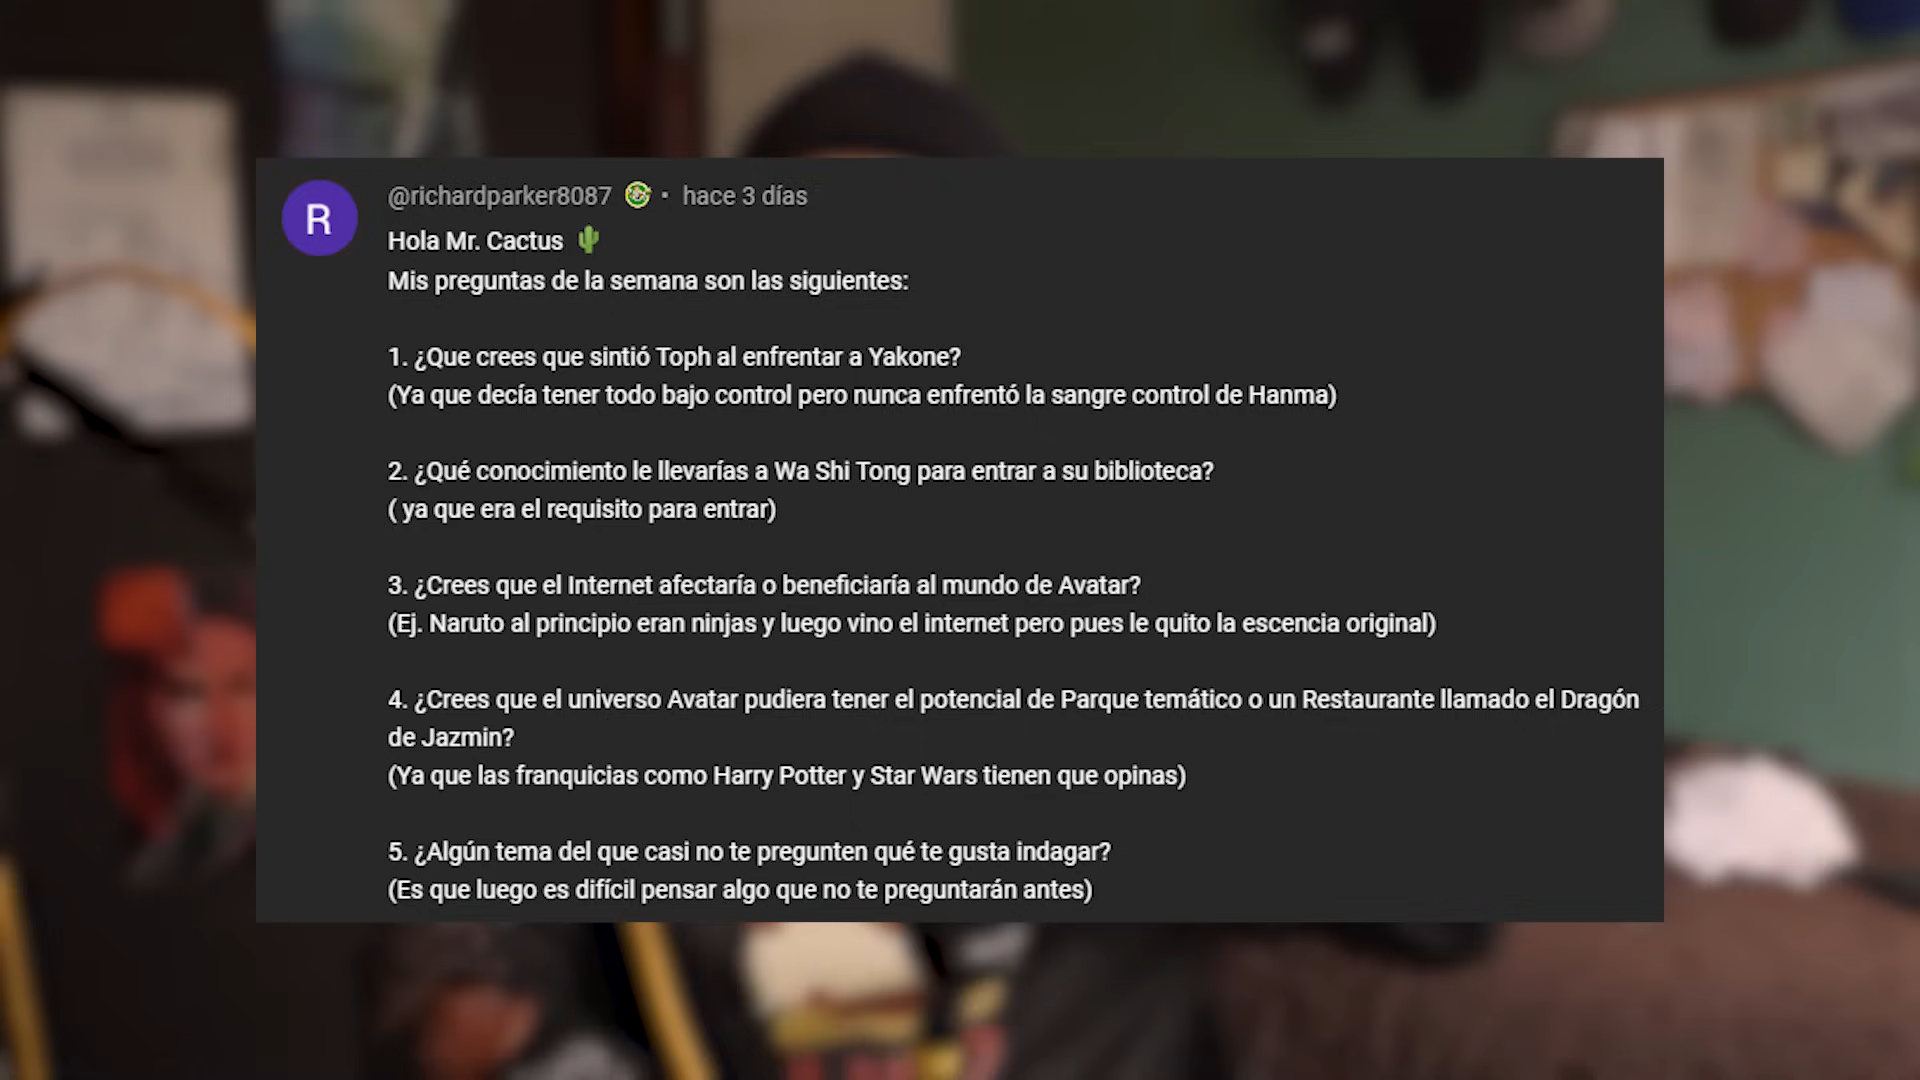 R
@richardparker8087 • hace 3 días
Hola Mr. Cactus 🌵
Mis preguntas de la semana son las siguientes:
1. ¿Que crees que sintió Toph al enfrentar a Yakone?
(Ya que decía tener todo bajo control pero nunca enfrentó la sangre control de Hanma)
2. ¿Qué conocimiento le llevarías a Wa Shi Tong para entrar a su biblioteca?
( ya que era el requisito para entrar)
3. ¿Crees que el Internet afectaría o beneficiaría al mundo de Avatar?
(Ej. Naruto al principio eran ninjas y luego vino el internet pero pues le quito la escencia original)
4. ¿Crees que el universo Avatar pudiera tener el potencial de Parque temático o un Restaurante llamado el Dragón
de Jazmin?
(Ya que las franquicias como Harry Potter y Star Wars tienen que opinas)
5. ¿Algún tema del que casi no te pregunten qué te gusta indagar?
(Es que luego es difícil pensar algo que no te preguntarán antes)